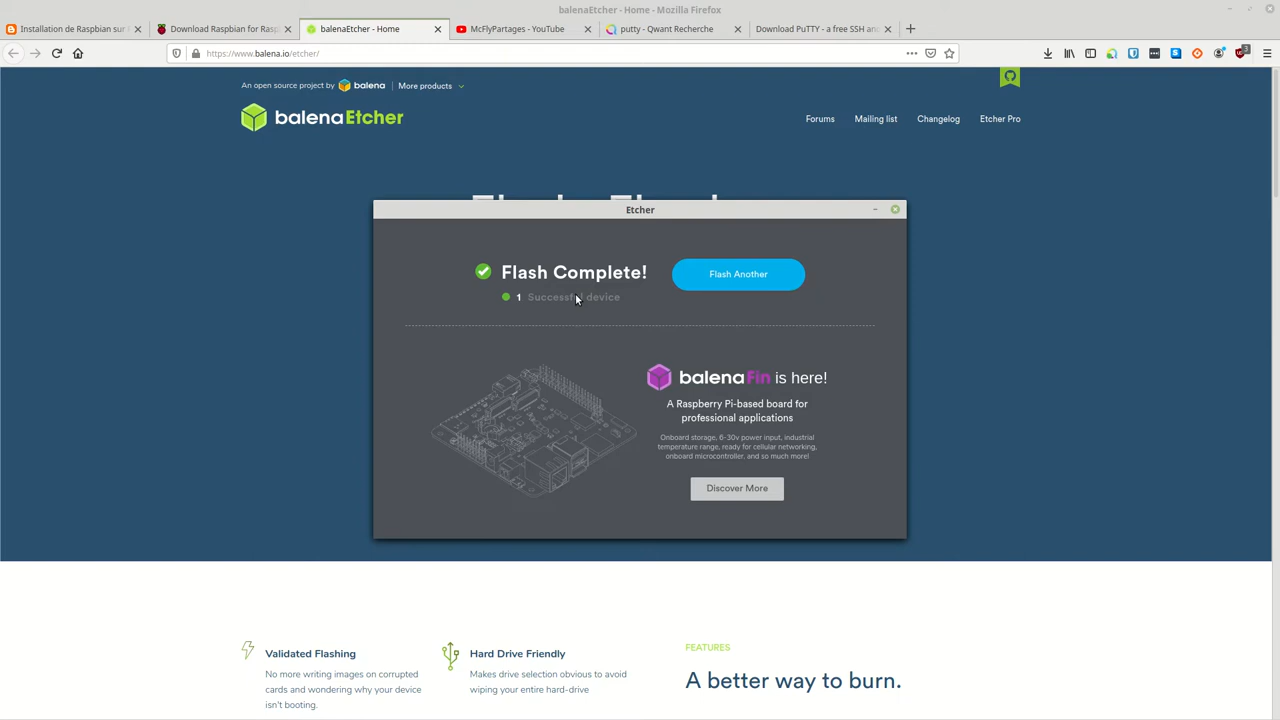 balenaEtcher - Home - Mozilla Firefox
Installation de Raspbian sur
Download Raspbian for Rasp
balenaEtcher - Home
McFlyPartages - YouTube
putty - Qwant Recherche
Download PuTTY - a free SSH and
https://www.balena.io/etcher/
3
An open source project by balena More products
balenaEtcher
Forums Mailing list Changelog Etcher Pro
Etcher
Flash Complete!
Flash Another
1 Successful device
balenaFin is here!
A Raspberry Pi-based board for
professional applications
Onboard storage, 6-30v power input, industrial
temperature range, ready for cellular networking,
onboard microcontroller, and so much more!
Discover More
Validated Flashing
No more writing images on corrupted
cards and wondering why your device
isn't booting.
Hard Drive Friendly
Makes drive selection obvious to avoid
wiping your entire hard-drive
FEATURES
A better way to burn.